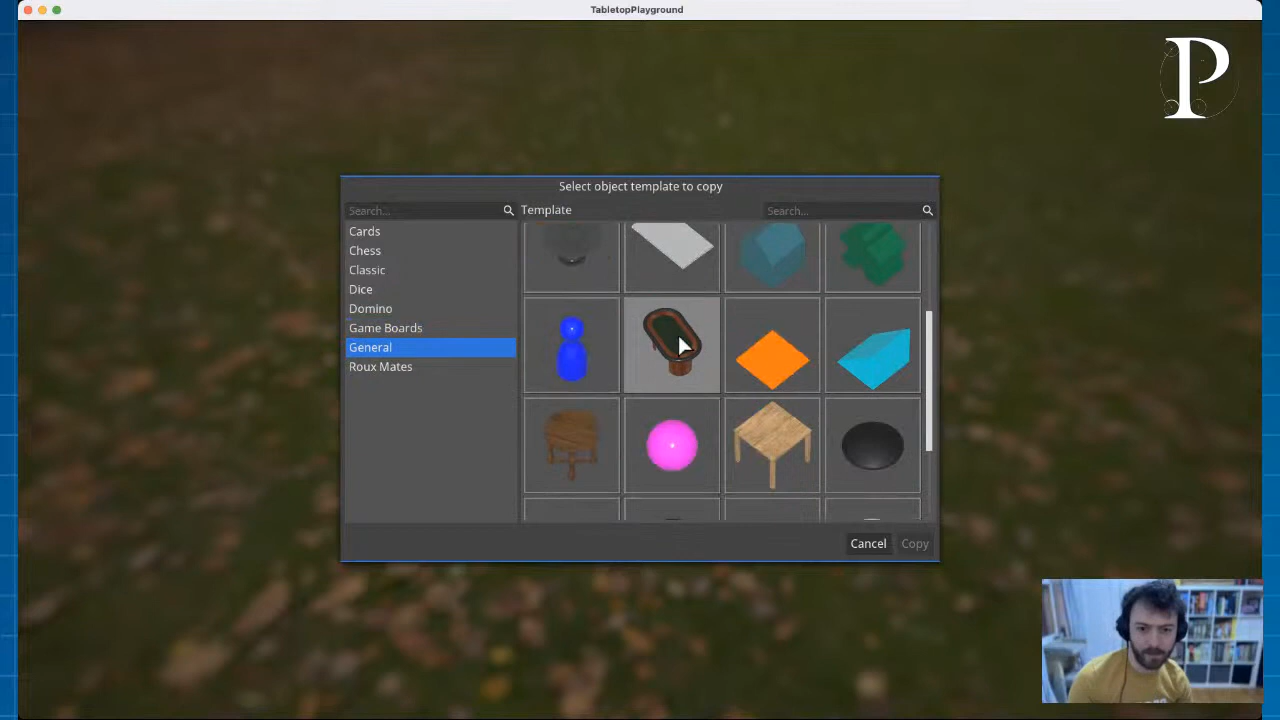 TabletopPlayground
P
Select object template to copy
Search...
Template
Search...
Cards
Chess
Classic
Dice
Domino
Game Boards
General
Roux Mates
Cancel
Copy